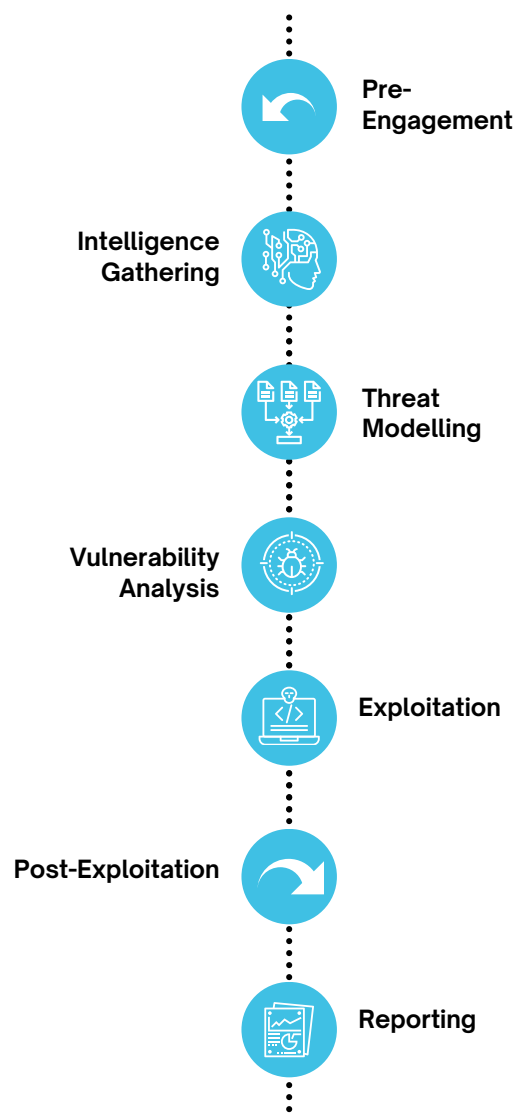 Pre-
Engagement
Intelligence
Gathering
Threat
Modelling
Vulnerability
Analysis
Exploitation
Post-Exploitation
Reporting